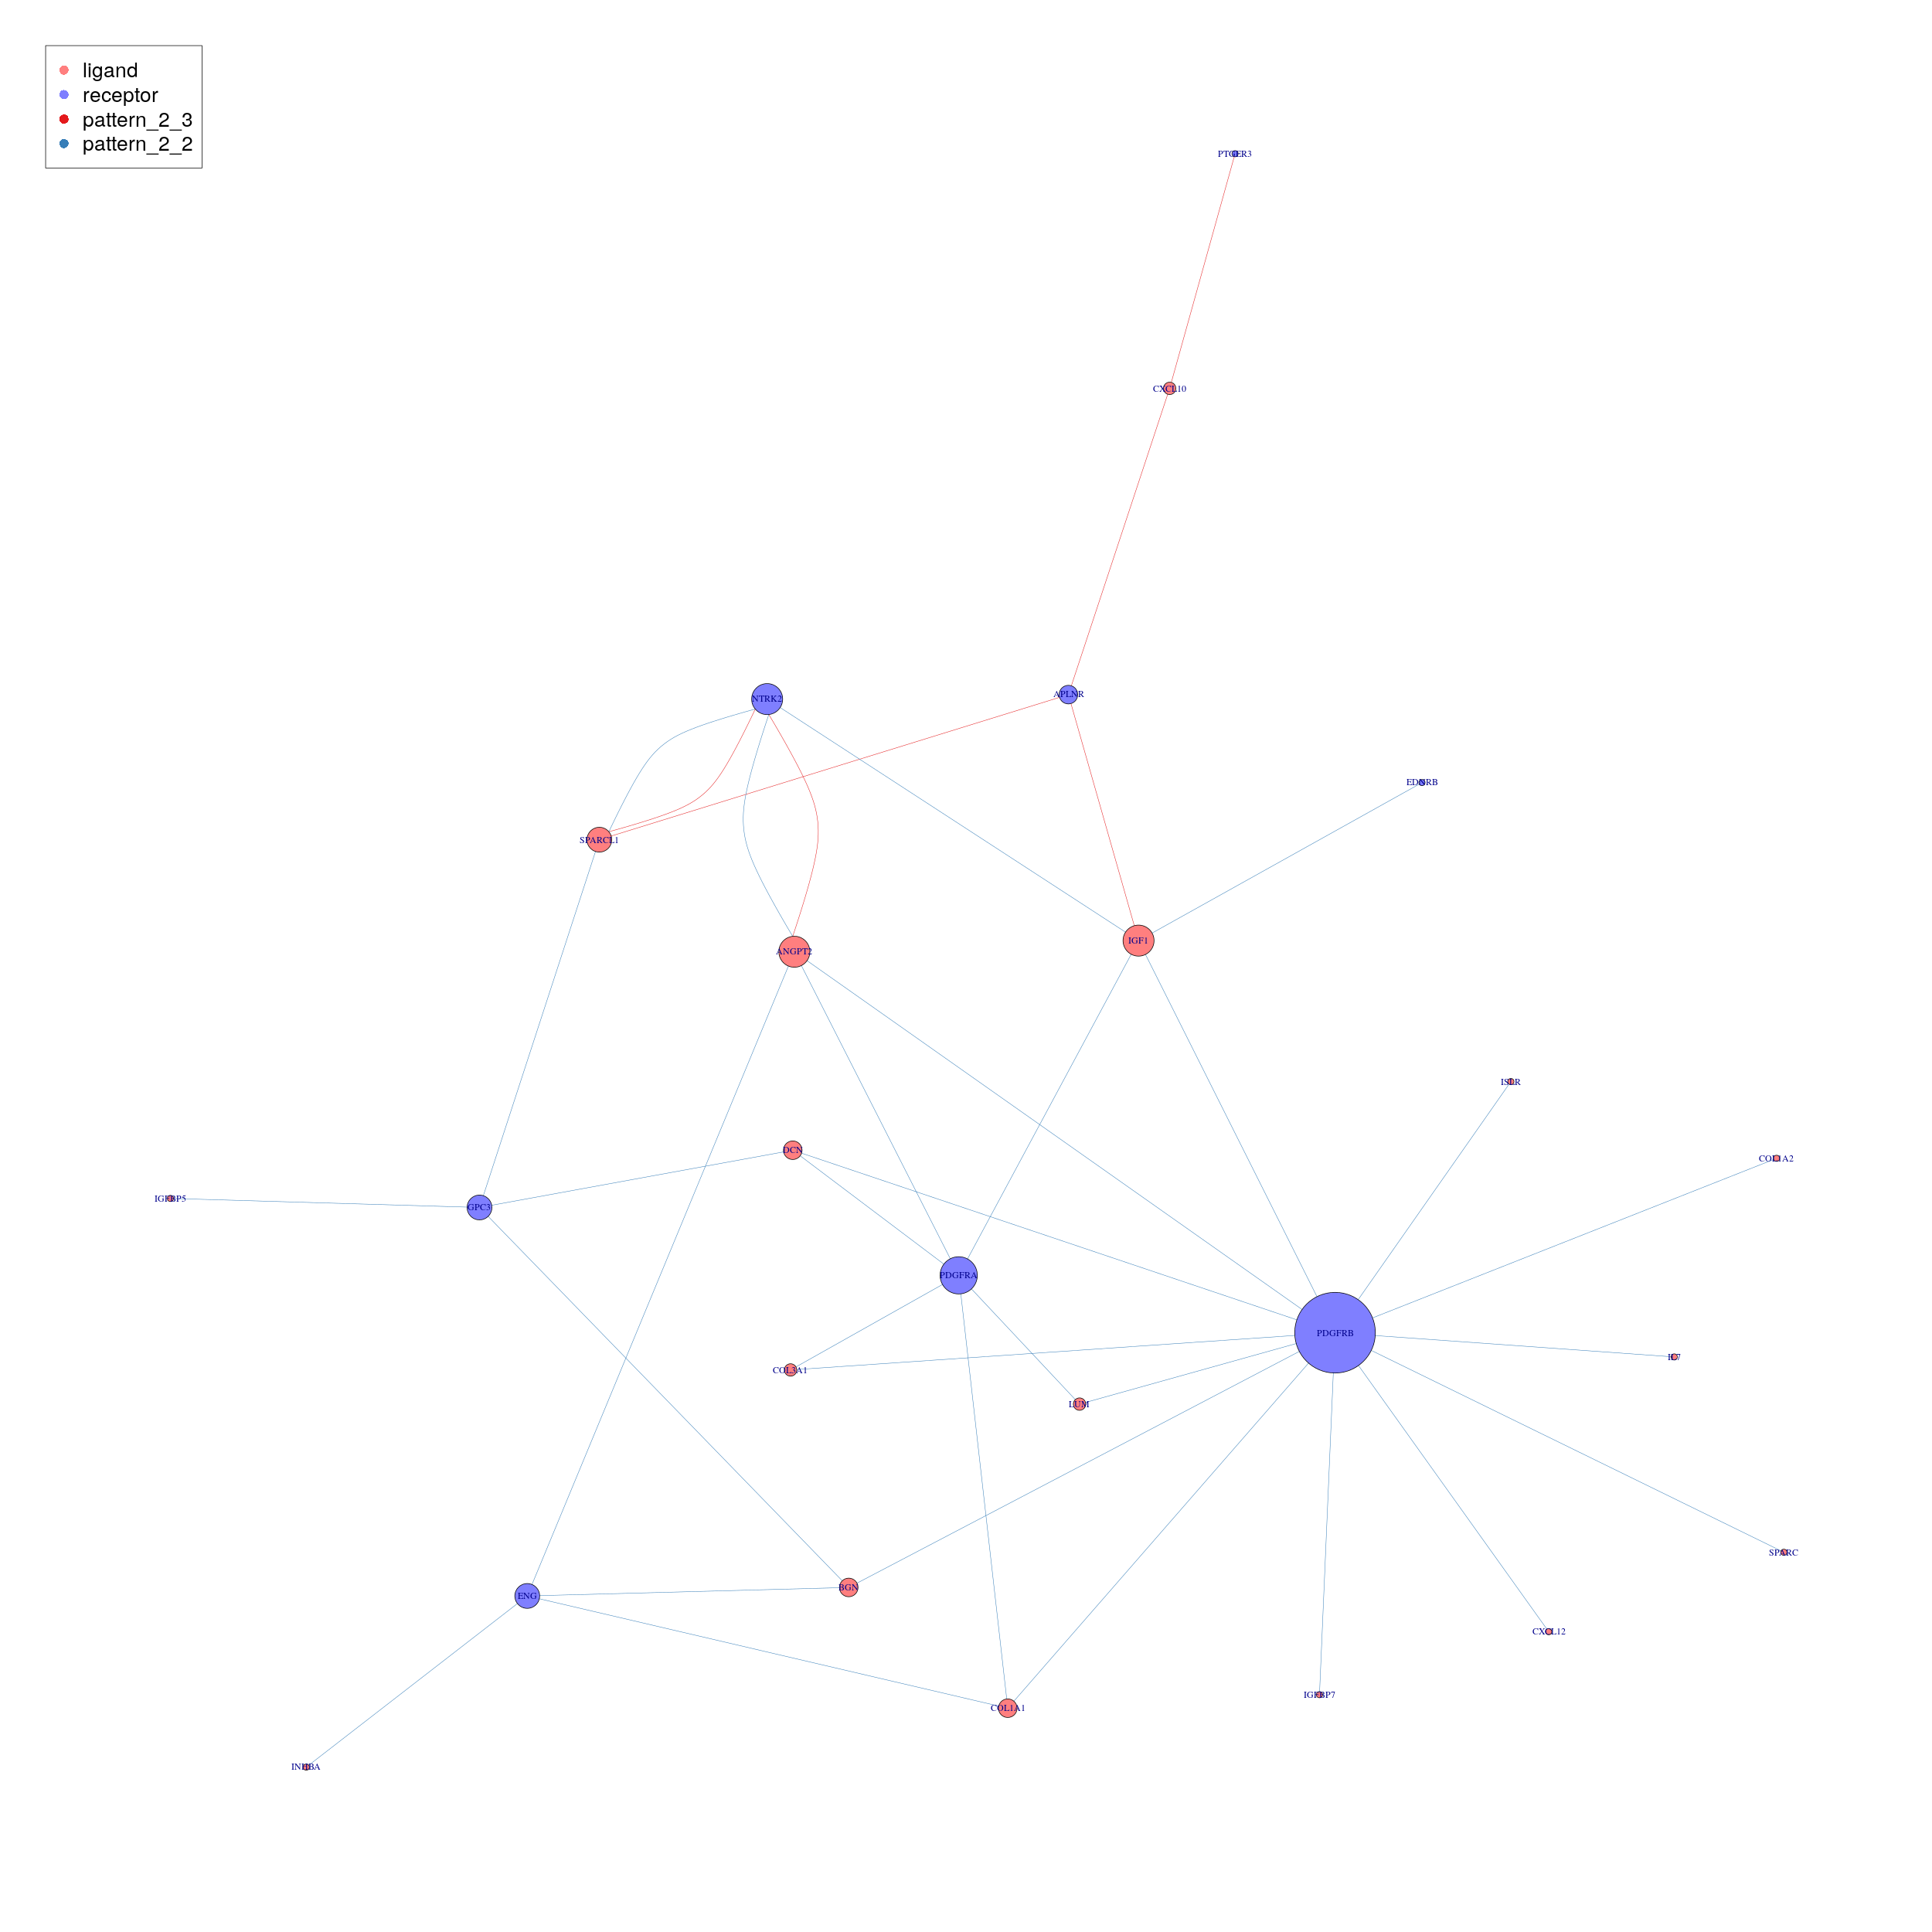 ligand
receptor
pattern_2_3
pattern_2_2
PTGER3
CXCL10
NTRK2
APLNR
EDNRB
SPARCL1
IGF1
ANGPT2
ISLR
DCN
COL1A2
IGFBP5
GPC3
PDGFRA
PDGFRB
IL7
COL3A1
LUM
SPARC
BGN
ENG
CXCL12
IGFBP7
COL1A1
INHBA